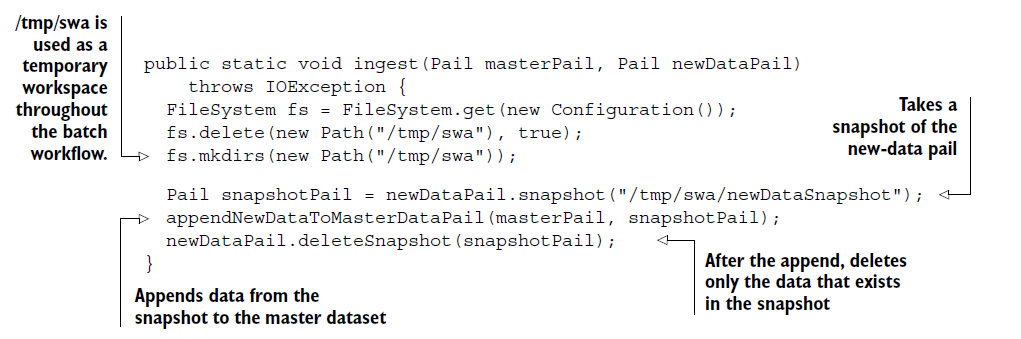 /tmp/swa is
used as a
temporary
workspace
throughout
the batch
workflow.
public static void ingest(Pail masterPail, Pail newDataPail)
throws IOException {
FileSystem fs = FileSystem.get(new Configuration());
fs.delete(new Path("/tmp/swa"), true);
fs.mkdirs(new Path("/tmp/swa"));
Takes a
snapshot of the
new-data pail
Pail snapshotPail = newDataPail.snapshot("/tmp/swa/newDataSnapshot");
appendNewDataToMasterDataPail(masterPail, snapshotPail);
newDataPail.deleteSnapshot(snapshotPail);
}
After the append, deletes
only the data that exists
in the snapshot
Appends data from the
snapshot to the master dataset